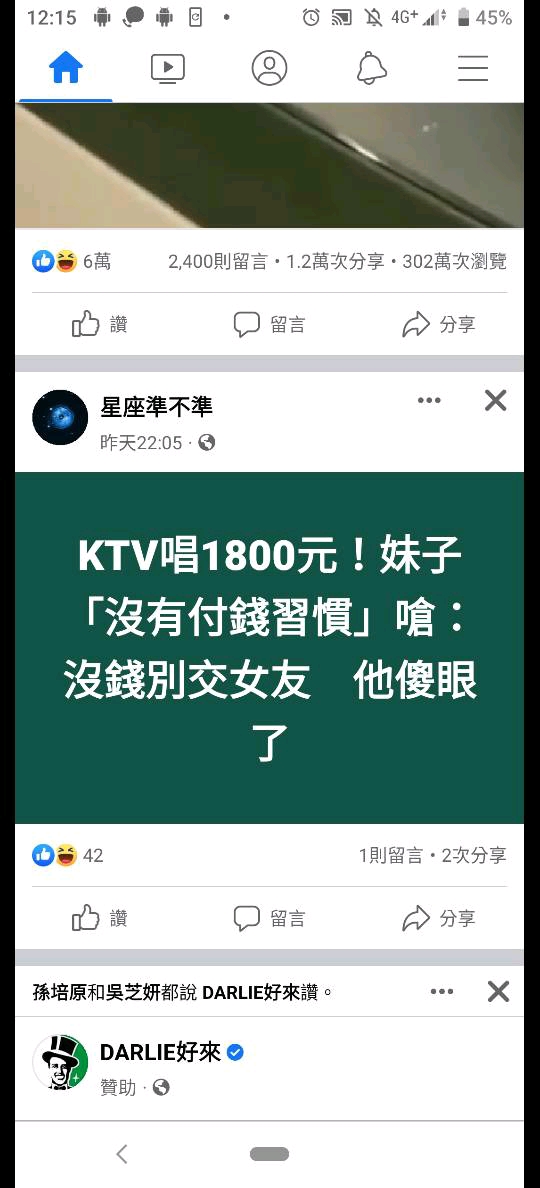 12:15 4G+ 45%
6萬 2,400則留言・1.2萬次分享・302萬次瀏覽
讚 留言 分享
星座準不準
昨天22:05 ·
KTV唱1800元！妹子
「沒有付錢習慣」嗆：
沒錢別交女友　他傻眼
了
42 1則留言・2次分享
讚 留言 分享
孫培原和吳芝妍都說 DARLIE好來讚。
DARLIE好來
贊助 ·